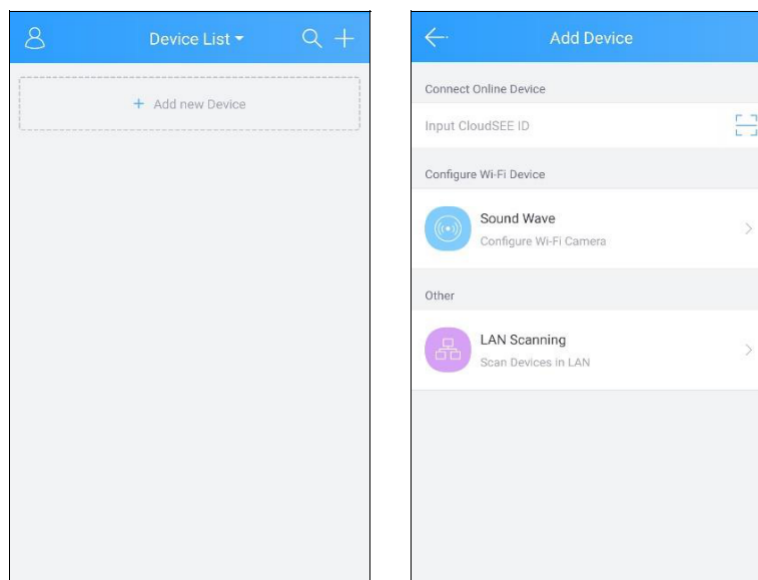 Device List
+ Add new Device
Add Device
Connect Online Device
Input CloudSEE ID
Configure Wi-Fi Device
Sound Wave
Configure Wi-Fi Camera
Other
LAN Scanning
Scan Devices in LAN